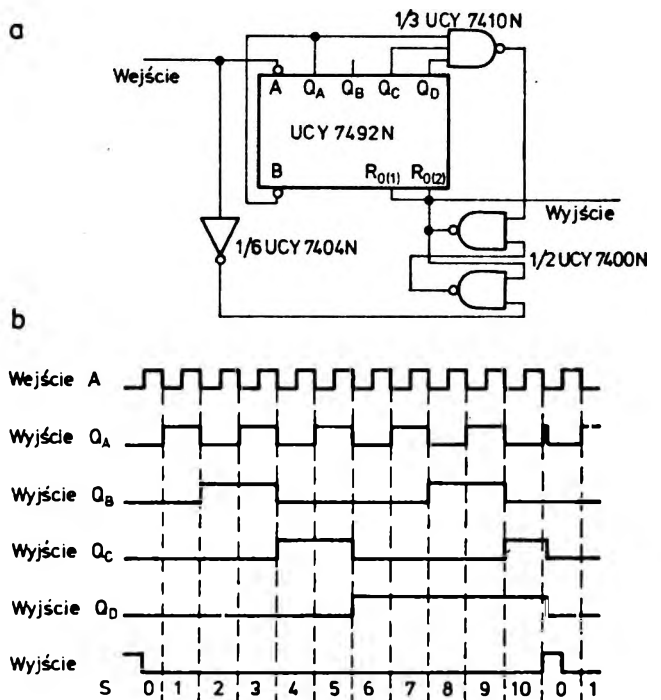 a
1/3 UCY 7410N
Wejście
A QA QB QC QD
UCY 7492N
B
R0(1) R0(2)
Wyjście
1/6 UCY 7404N
1/2 UCY 7400N
b
Wejście A
Wyjście QA
Wyjście QB
Wyjście QC
Wyjście QD
Wyjście
S 0 1 2 3 4 5 6 7 8 9 10 0 1